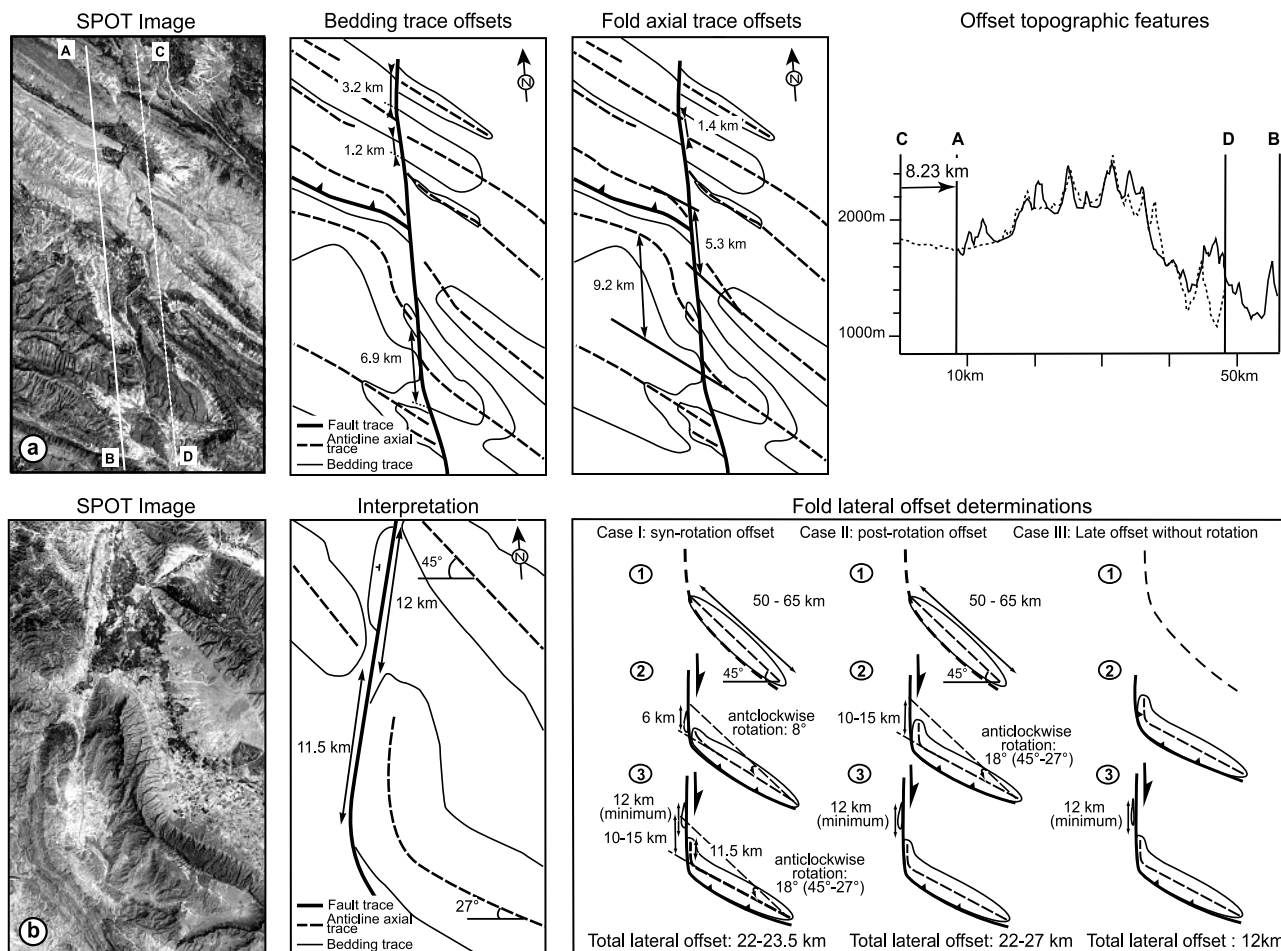 SPOT Image
Bedding trace offsets
Fold axial trace offsets
Offset topographic features
A
C
B
D
a
N
3.2 km
1.2 km
6.9 km
Fault trace
Anticline axial
trace
Bedding trace
N
1.4 km
5.3 km
9.2 km
C
A
D
B
8.23 km
2000m
1000m
10km
50km
SPOT Image
Interpretation
Fold lateral offset determinations
b
N
45°
12 km
11.5 km
27°
Fault trace
Anticline axial
trace
Bedding trace
Case I: syn-rotation offset
Case II: post-rotation offset
Case III: Late offset without rotation
1
50 - 65 km
45°
2
6 km
antclockwise
rotation: 8°
3
12 km
(minimum)
10-15 km
11.5 km
anticlockwise
rotation:
18° (45°-27°)
Total lateral offset: 22-23.5 km
1
50 - 65 km
45°
2
10-15 km
anticlockwise
rotation:
18° (45°-27°)
3
12 km
(minimum)
Total lateral offset: 22-27 km
1
2
3
12 km
(minimum)
Total lateral offset : 12km